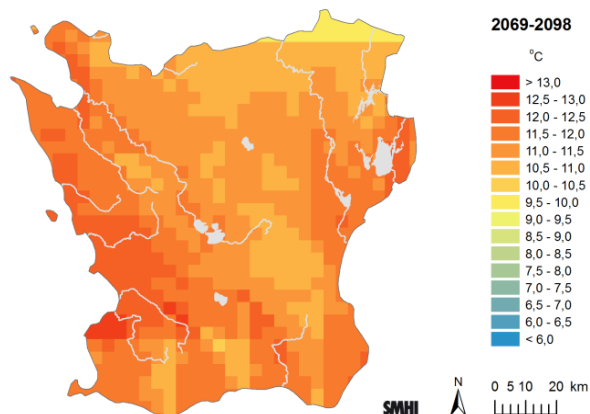 2069-2098
°C
> 13,0
12,5 - 13,0
12,0 - 12,5
11,5 - 12,0
11,0 - 11,5
10,5 - 11,0
10,0 - 10,5
9,5 - 10,0
9,0 - 9,5
8,5 - 9,0
8,0 - 8,5
7,5 - 8,0
7,0 - 7,5
6,5 - 7,0
6,0 - 6,5
< 6,0
SMHI
N
0 5 10 20 km